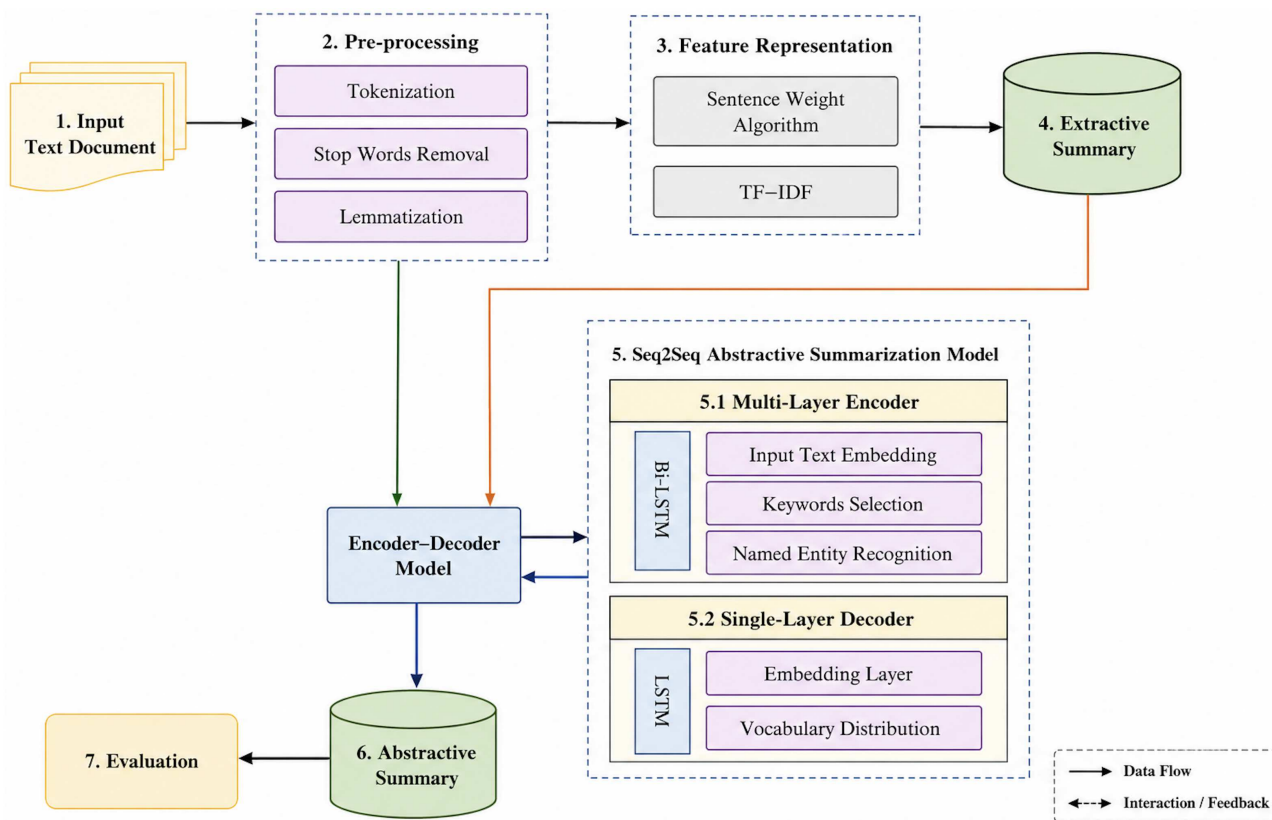 1. Input
Text Document
2. Pre-processing
Tokenization
Stop Words Removal
Lemmatization
3. Feature Representation
Sentence Weight
Algorithm
TF–IDF
4. Extractive
Summary
5. Seq2Seq Abstractive Summarization Model
5.1 Multi-Layer Encoder
Bi-LSTM
Input Text Embedding
Keywords Selection
Named Entity Recognition
Encoder–Decoder
Model
5.2 Single-Layer Decoder
LSTM
Embedding Layer
Vocabulary Distribution
6. Abstractive
Summary
7. Evaluation
Data Flow
Interaction / Feedback